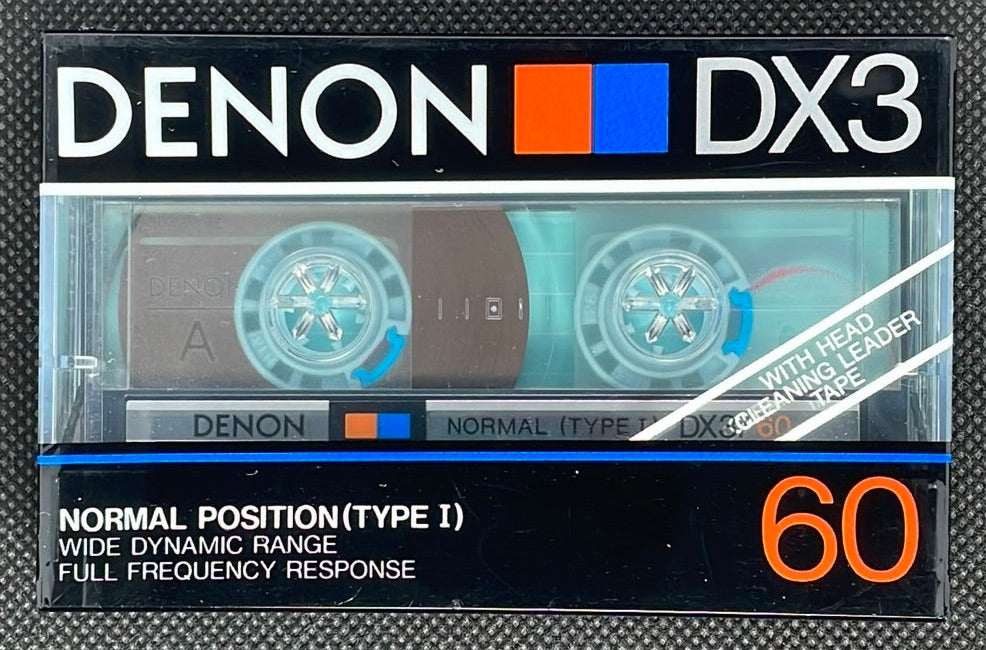 DENON DX3
DENON
A
WITH HEAD
CLEANING LEADER
TAPE
DENON NORMAL (TYPE I) DX3 60
NORMAL POSITION (TYPE I)
WIDE DYNAMIC RANGE
FULL FREQUENCY RESPONSE
60